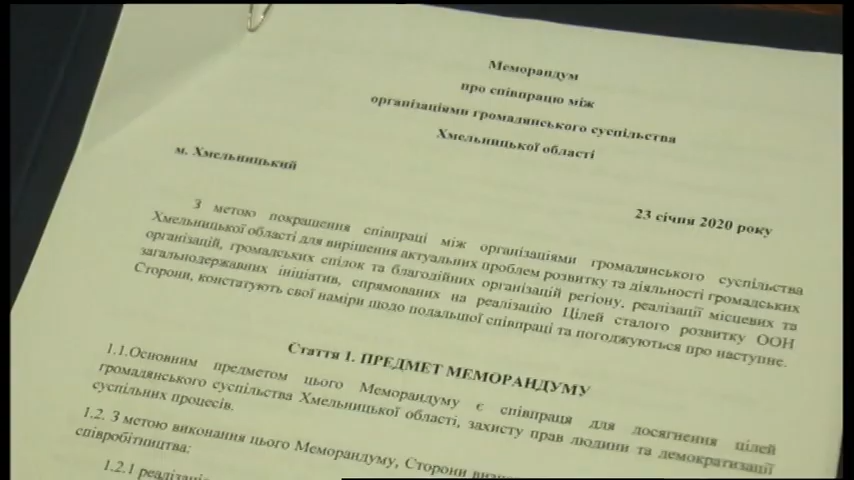 Меморандум
про співпрацю між
організаціями громадянського суспільства
Хмельницької області
м. Хмельницький
23 січня 2020 року
З метою покращення співпраці між організаціями громадянського суспільства
Хмельницької області для вирішення актуальних проблем розвитку та діяльності громадських
організацій, громадських спілок та благодійних організацій регіону, реалізації місцевих та
загальнодержавних ініціатив, спрямованих на реалізацію Цілей сталого розвитку ООН
Сторони, констатують свої наміри щодо подальшої співпраці та погоджуються про наступне.
Стаття 1. ПРЕДМЕТ МЕМОРАНДУМУ
1.1.Основним предметом цього Меморандуму є співпраця для досягнення цілей
громадянського суспільства Хмельницької області, захисту прав людини та демократизації
суспільних процесів.
1.2. З метою виконання цього Меморандуму, Сторони
співробітництва:
1.2.1